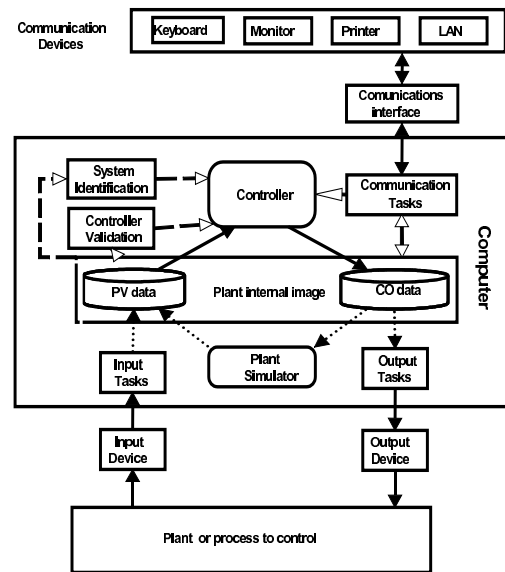 Communication
Devices
Keyboard
Monitor
Printer
LAN
Comunications
interface
System
Identification
Controller
Communication
Tasks
Controller
Validation
Computer
PV data
Plant internal image
CO data
Input
Tasks
Plant
Simulator
Output
Tasks
Input
Device
Output
Device
Plant or process to control